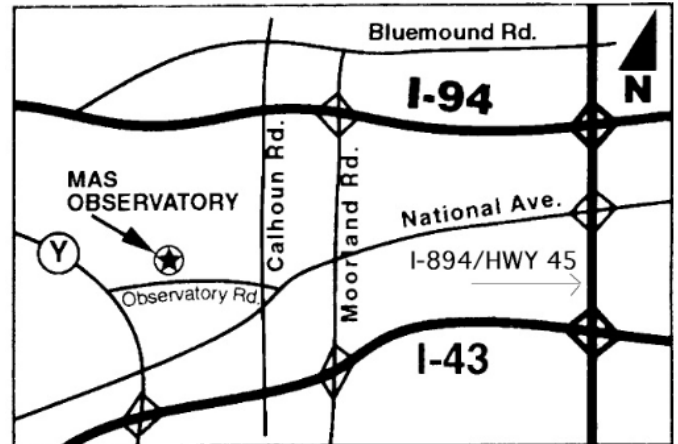 Bluemound Rd.
I-94
N
MAS
OBSERVATORY
Calhoun Rd.
Moorland Rd.
National Ave.
Y
I-894/HWY 45
Observatory Rd.
I-43